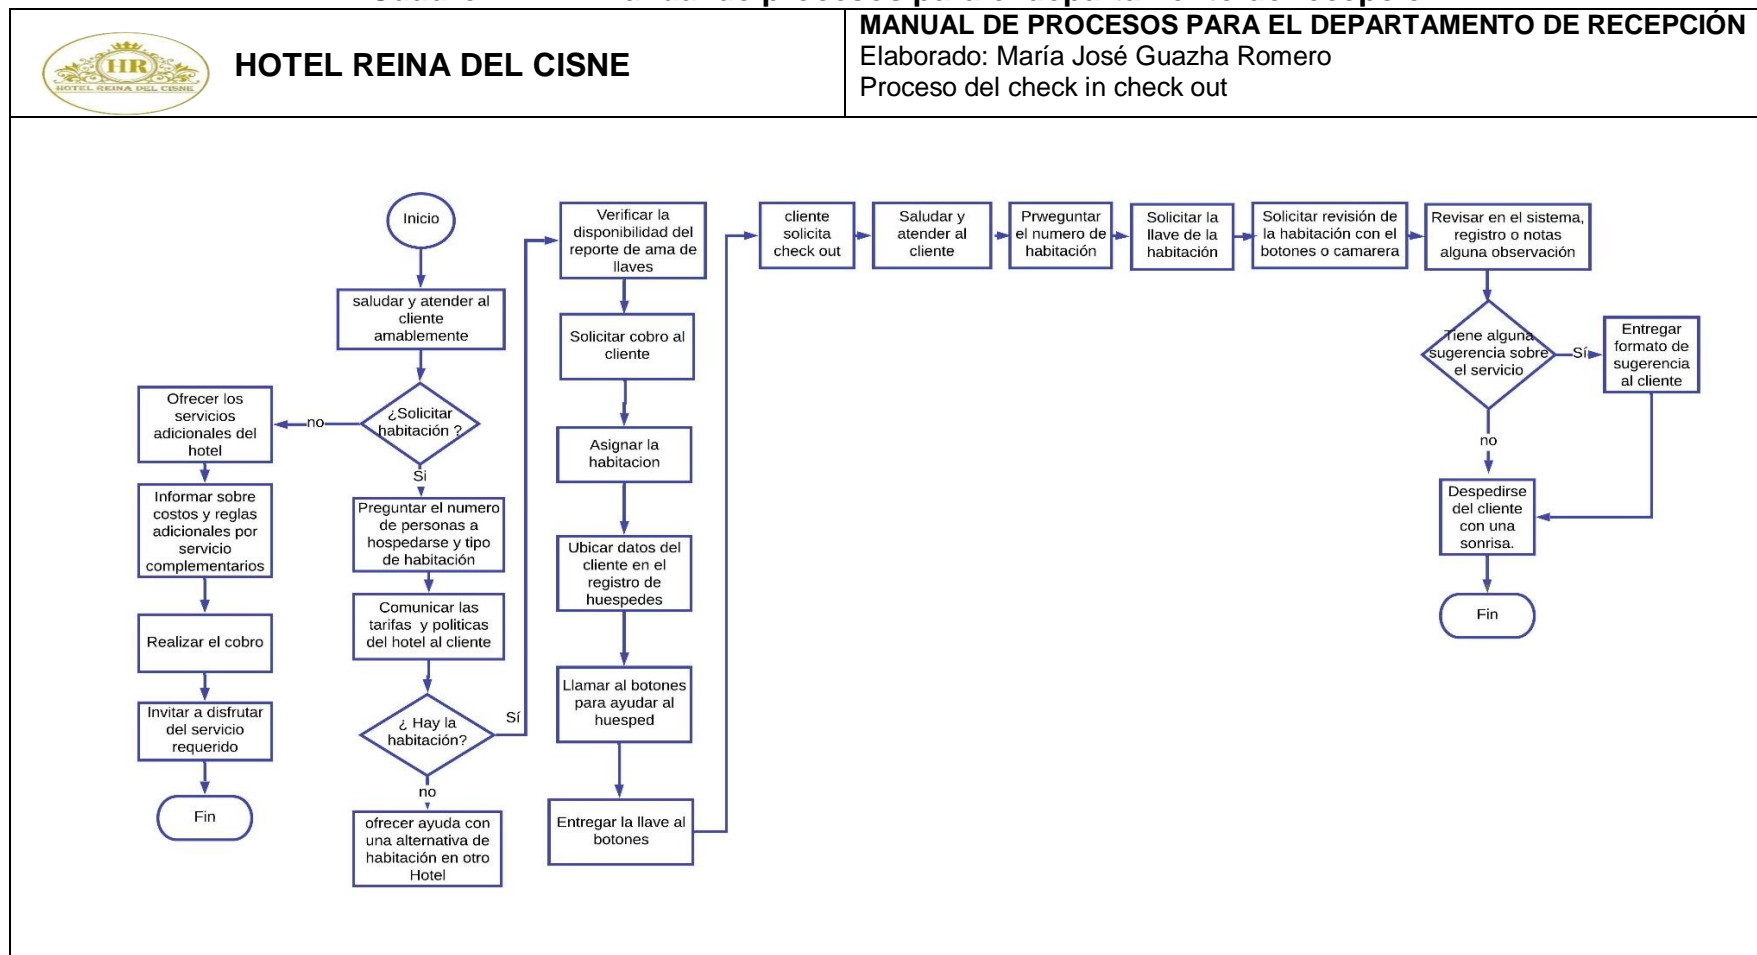 HR
HOTEL REINA DEL CISNE
HOTEL REINA DEL CISNE
MANUAL DE PROCESOS PARA EL DEPARTAMENTO DE RECEPCIÓN
Elaborado: María José Guazha Romero
Proceso del check in check out
Inicio
saludar y atender al
cliente
amablemente
¿Solicitar
habitación ?
no
Ofrecer los
servicios
adicionales del
hotel
Informar sobre
costos y reglas
adicionales por
servicio
complementarios
Realizar el cobro
Invitar a disfrutar
del servicio
requerido
Fin
Si
Preguntar el numero
de personas a
hospedarse y tipo
de habitación
Comunicar las
tarifas y politicas
del hotel al cliente
¿ Hay la
habitación?
no
ofrecer ayuda con
una alternativa de
habitación en otro
Hotel
Sí
Verificar la
disponibilidad del
reporte de ama de
llaves
Solicitar cobro al
cliente
Asignar la
habitacion
Ubicar datos del
cliente en el
registro de
huespedes
Llamar al botones
para ayudar al
huesped
Entregar la llave al
botones
cliente
solicita
check out
Saludar y
atender al
cliente
Prweguntar
el numero de
habitación
Solicitar la
llave de la
habitación
Solicitar revisión de
la habitación con el
botones o camarera
Revisar en el sistema,
registro o notas
alguna observación
Tiene alguna
sugerencia sobre
el servicio
Sí
Entregar
formato de
sugerencia
al cliente
no
Despedirse
del cliente
con una
sonrisa.
Fin